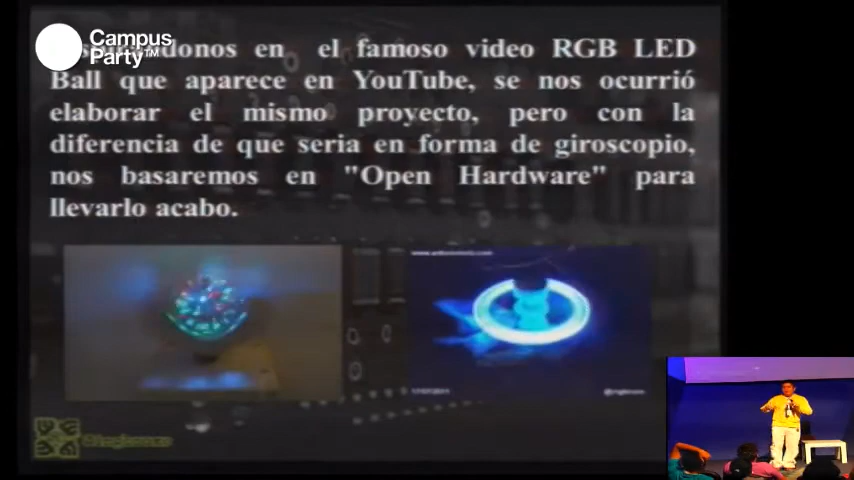 Campus
Party™
donos en el famoso video RGB LED
Ball que aparece en YouTube, se nos ocurrió
elaborar el mismo proyecto, pero con la
diferencia de que seria en forma de giroscopio,
nos basaremos en "Open Hardware" para
llevarlo acabo.